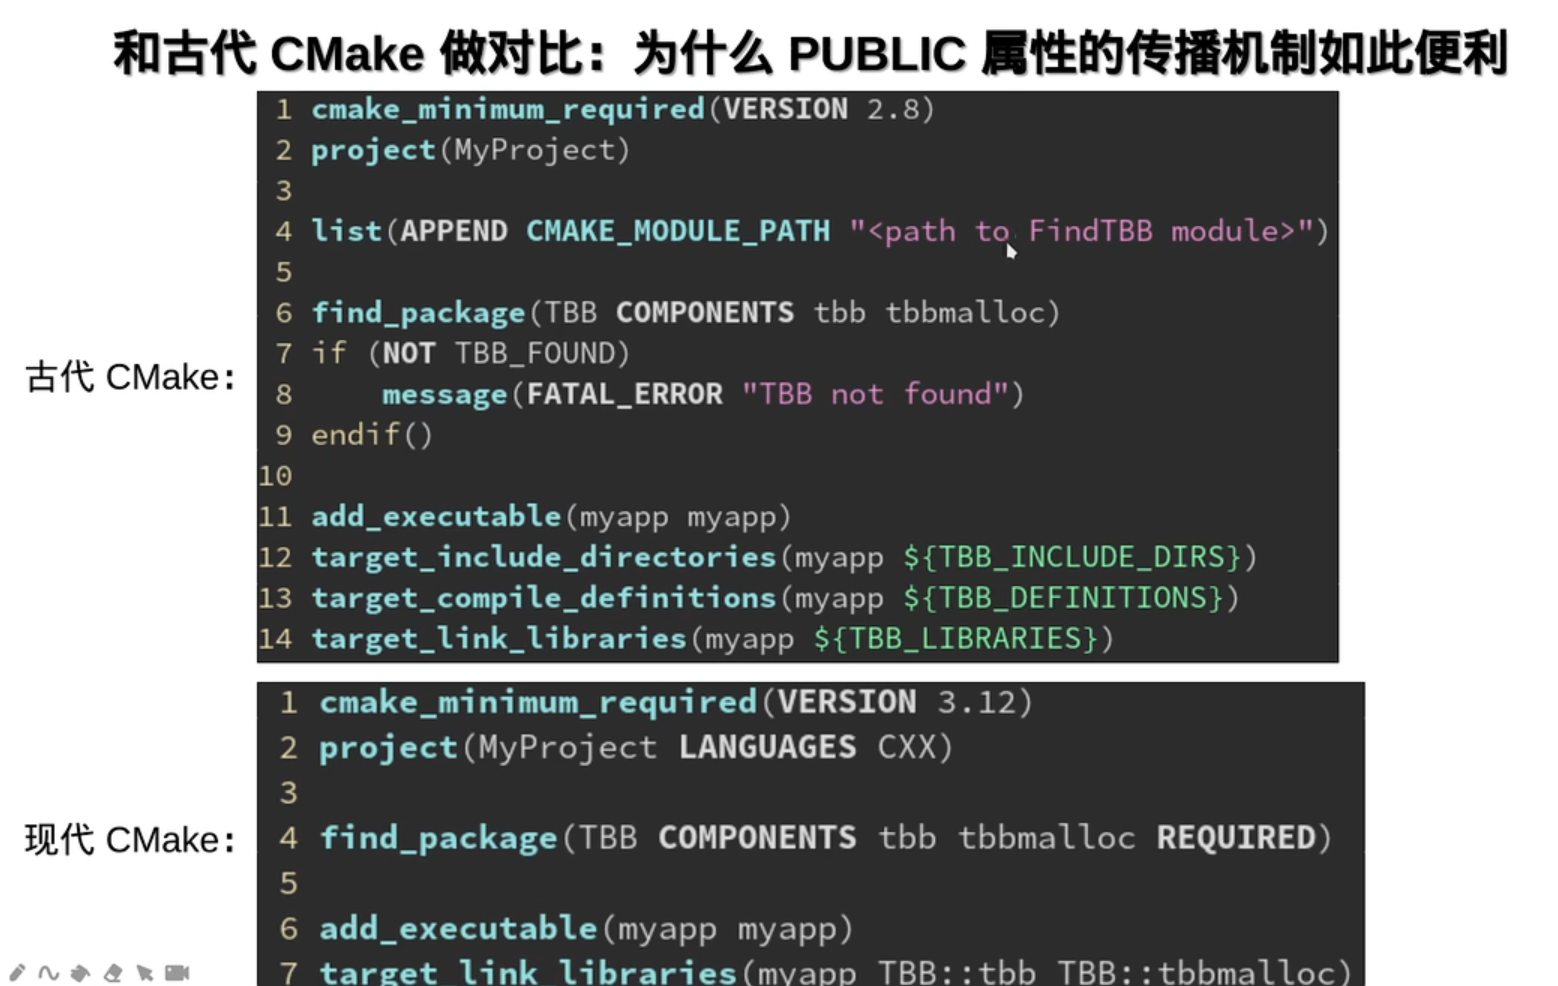 和古代 CMake 做对比：为什么 PUBLIC 属性的传播机制如此便利
古代 CMake:
1 cmake_minimum_required(VERSION 2.8)
2 project(MyProject)
3
4 list(APPEND CMAKE_MODULE_PATH "<path to FindTBB module>")
5
6 find_package(TBB COMPONENTS tbb tbbmalloc)
7 if (NOT TBB_FOUND)
8     message(FATAL_ERROR "TBB not found")
9 endif()
10
11 add_executable(myapp myapp)
12 target_include_directories(myapp ${TBB_INCLUDE_DIRS})
13 target_compile_definitions(myapp ${TBB_DEFINITIONS})
14 target_link_libraries(myapp ${TBB_LIBRARIES})
现代 CMake:
1 cmake_minimum_required(VERSION 3.12)
2 project(MyProject LANGUAGES CXX)
3
4 find_package(TBB COMPONENTS tbb tbbmalloc REQUIRED)
5
6 add_executable(myapp myapp)
7 target_link_libraries(myapp TBB::tbb TBB::tbbmalloc)